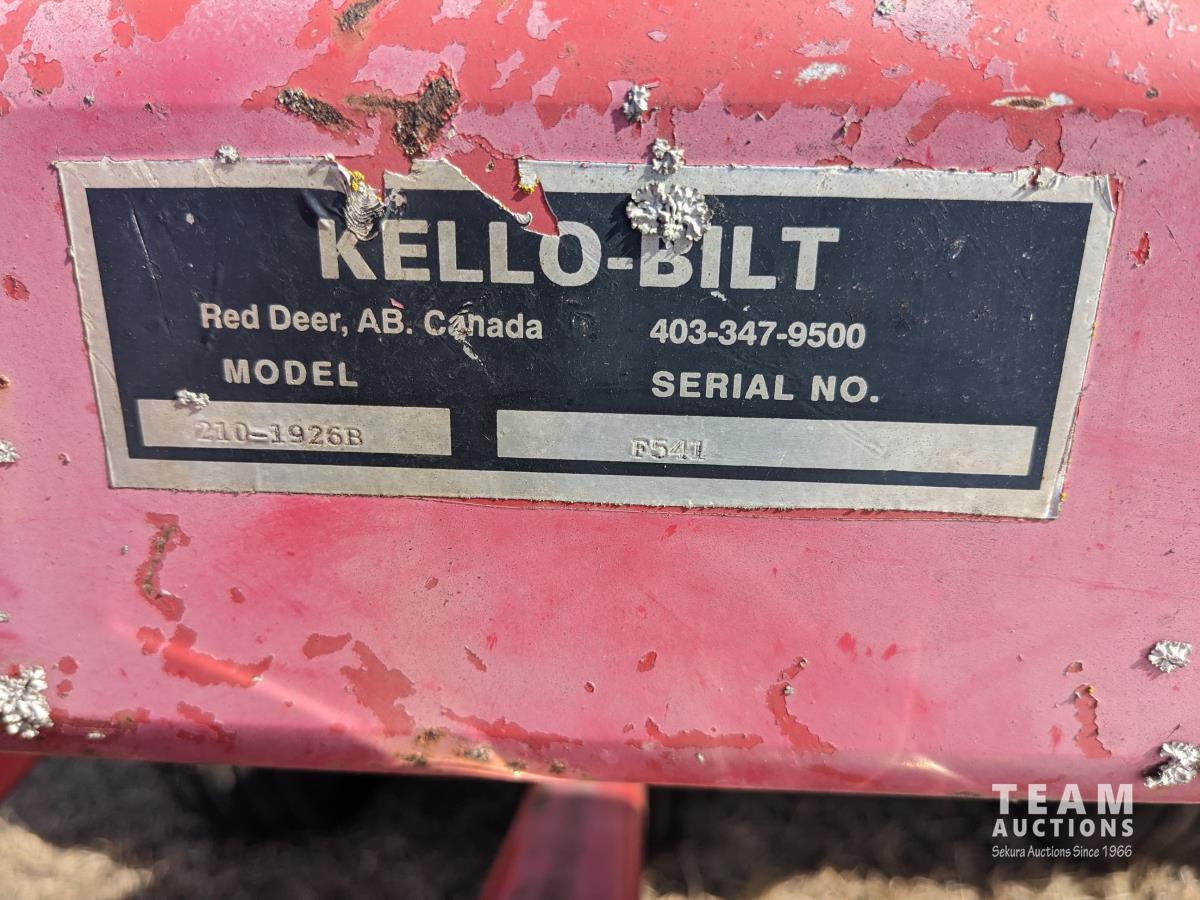 KELLO-BILT
Red Deer, AB. Canada 403-347-9500
MODEL SERIAL NO.
210-1926B E541
TEAM
AUCTIONS
Sekura Auctions Since 1966